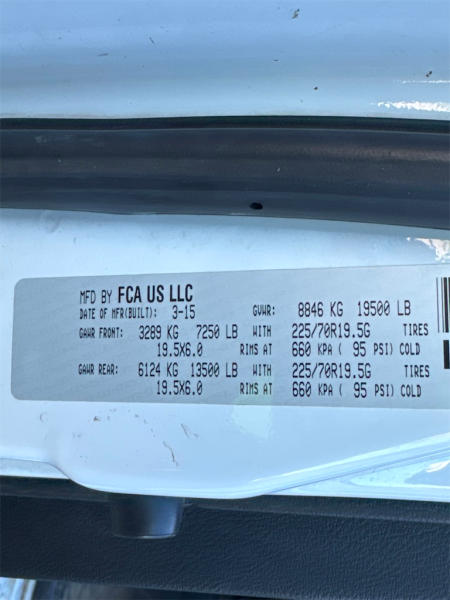 MFD BY FCA US LLC
DATE OF MFR(BUILT): 3-15 GVWR: 8846 KG 19500 LB
GAWR FRONT: 3289 KG 7250 LB WITH 225/70R19.5G TIRES
19.5X6.0 RIMS AT 660 KPA ( 95 PSI) COLD
GAWR REAR: 6124 KG 13500 LB WITH 225/70R19.5G TIRES
19.5X6.0 RIMS AT 660 KPA ( 95 PSI) COLD